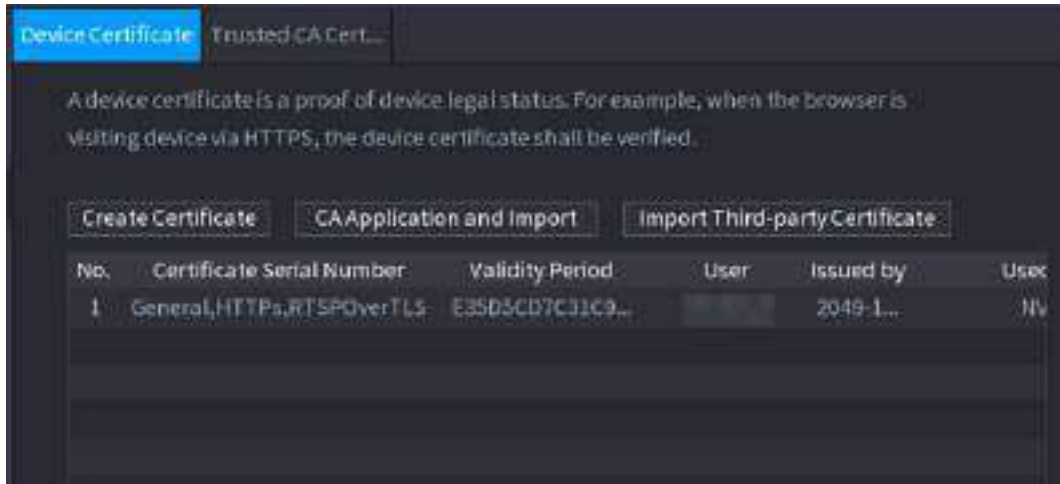 Device Certificate Trusted CA Cert...
A device certificate is a proof of device legal status. For example, when the browser is
visiting device via HTTPS, the device certificate shall be verified.
Create Certificate CA Application and Import Import Third-party Certificate
No. Certificate Serial Number Validity Period User Issued by Used
1 General,HTTPs,RTSPOverTLS E35D5CD7C31C9... 2049-1... NV